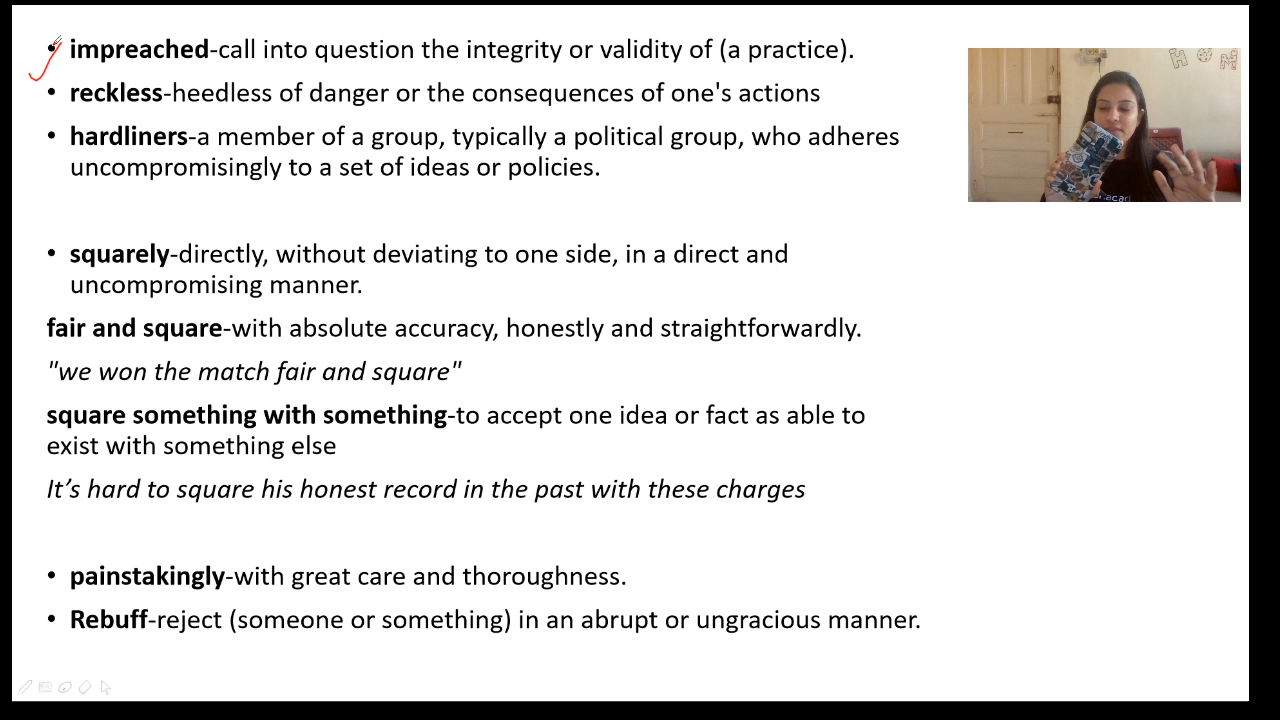 • impreached-call into question the integrity or validity of (a practice).
• reckless-heedless of danger or the consequences of one's actions
• hardliners-a member of a group, typically a political group, who adheres
uncompromisingly to a set of ideas or policies.
• squarely-directly, without deviating to one side, in a direct and
uncompromising manner.
fair and square-with absolute accuracy, honestly and straightforwardly.
"we won the match fair and square"
square something with something-to accept one idea or fact as able to
exist with something else
It’s hard to square his honest record in the past with these charges
• painstakingly-with great care and thoroughness.
• Rebuff-reject (someone or something) in an abrupt or ungracious manner.